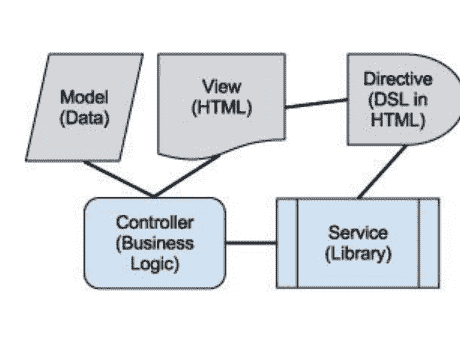 Model
(Data)
View
(HTML)
Directive
(DSL in
HTML)
Controller
(Business
Logic)
Service
(Library)